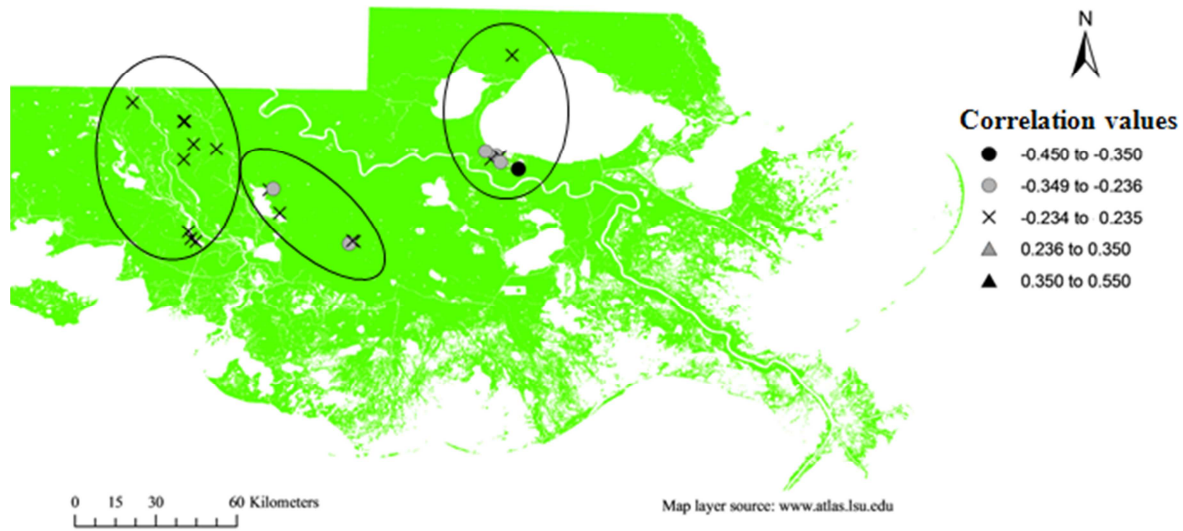 N
Correlation values
-0.450 to -0.350
-0.349 to -0.236
-0.234 to 0.235
0.236 to 0.350
0.350 to 0.550
0 15 30 60 Kilometers
Map layer source: www.atlas.lsu.edu